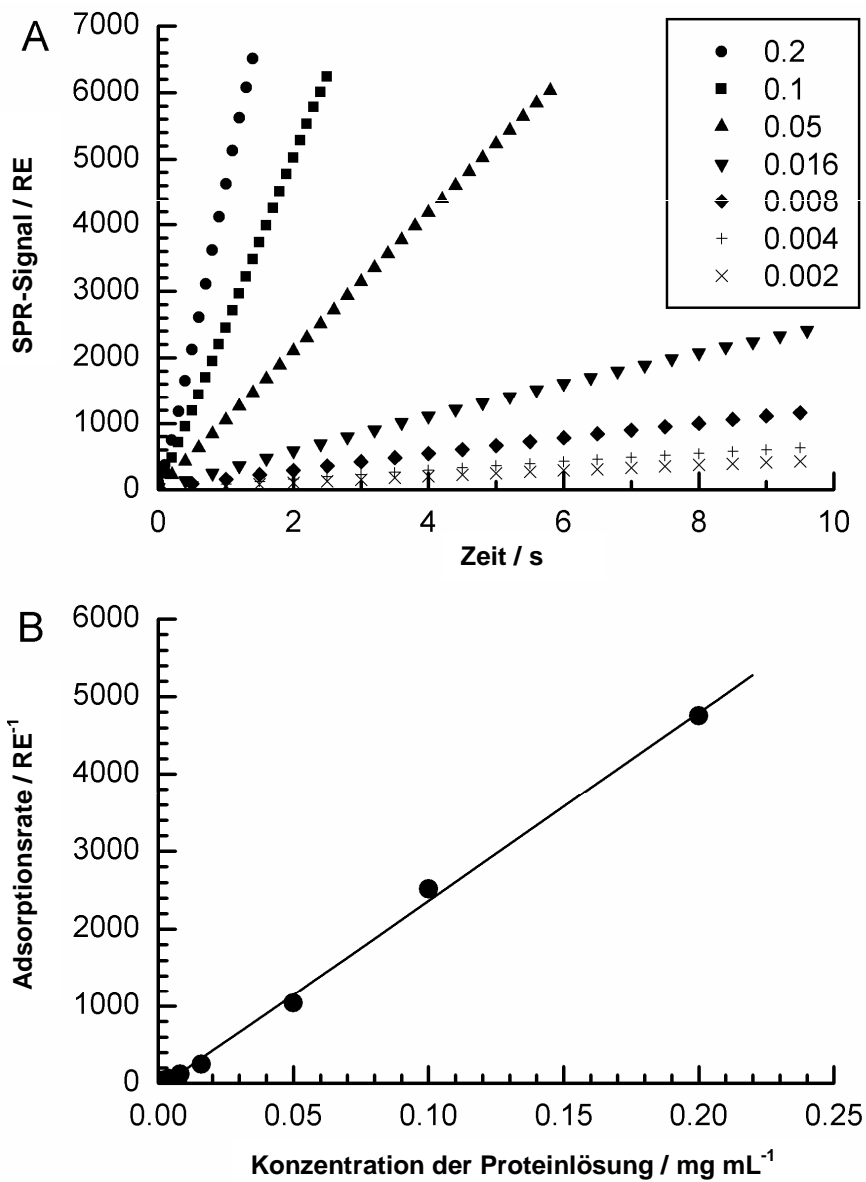 A
SPR-Signal / RE
7000
6000
5000
4000
3000
2000
1000
0
0 2 4 6 8 10
Zeit / s
0.2
0.1
0.05
0.016
0.008
0.004
0.002
B
Adsorptionsrate / RE⁻¹
6000
5000
4000
3000
2000
1000
0
0.00 0.05 0.10 0.15 0.20 0.25
Konzentration der Proteinlösung / mg mL⁻¹